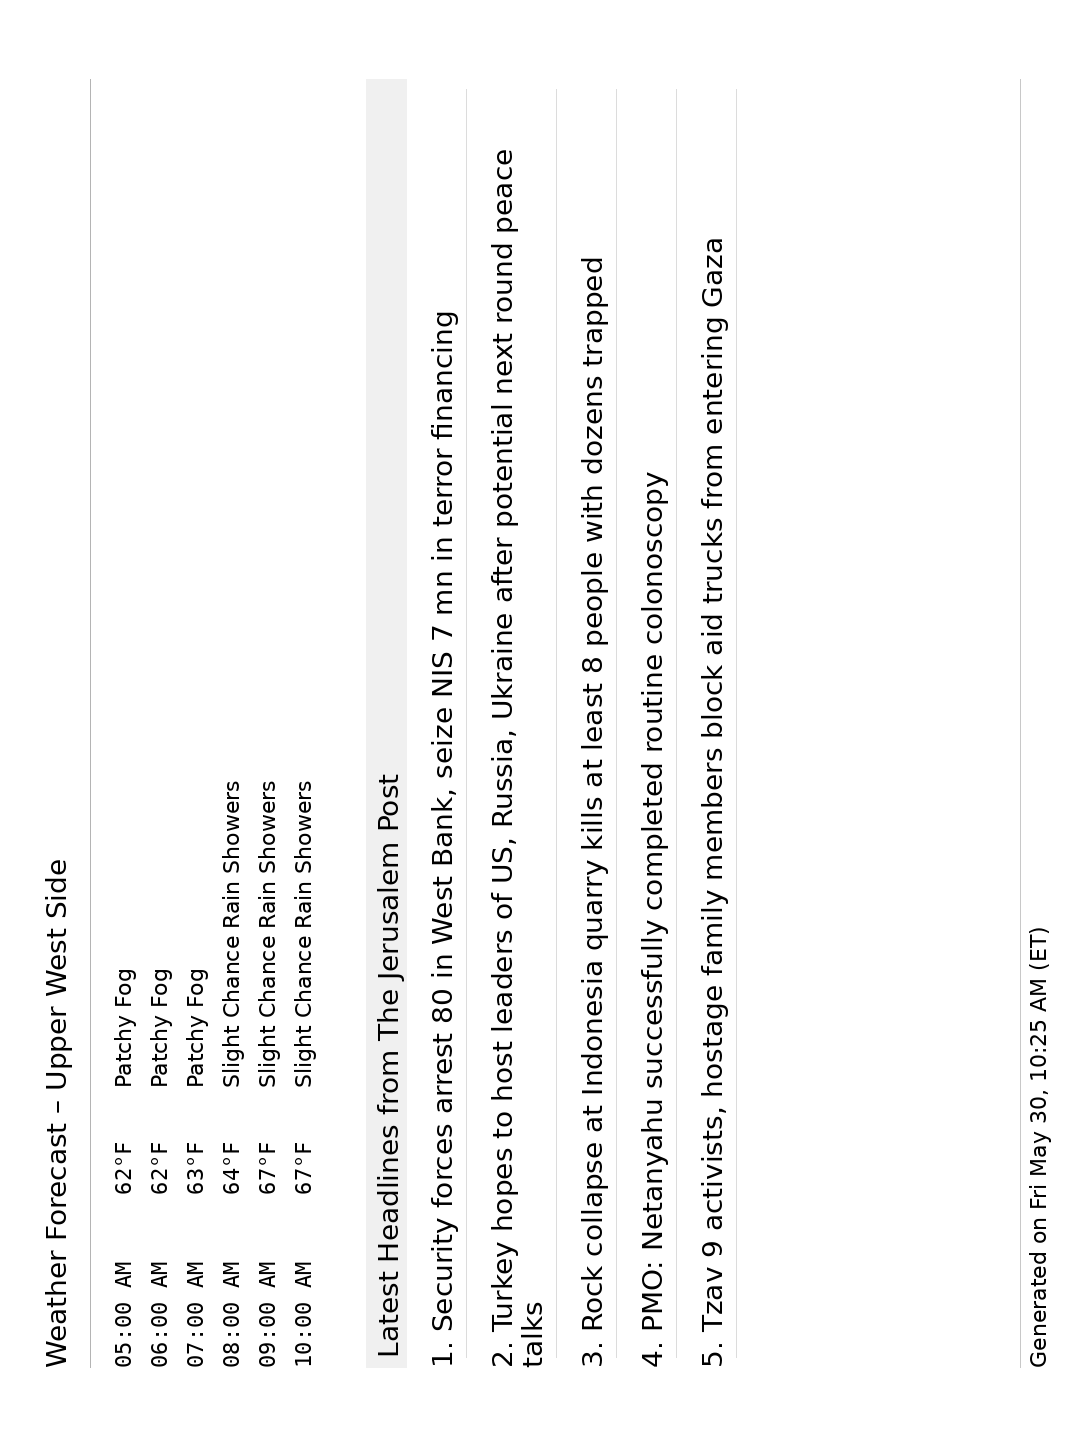 Weather Forecast – Upper West Side
05:00 AM 62°F Patchy Fog
06:00 AM 62°F Patchy Fog
07:00 AM 63°F Patchy Fog
08:00 AM 64°F Slight Chance Rain Showers
09:00 AM 67°F Slight Chance Rain Showers
10:00 AM 67°F Slight Chance Rain Showers
Latest Headlines from The Jerusalem Post
1. Security forces arrest 80 in West Bank, seize NIS 7 mn in terror financing
2. Turkey hopes to host leaders of US, Russia, Ukraine after potential next round peace
talks
3. Rock collapse at Indonesia quarry kills at least 8 people with dozens trapped
4. PMO: Netanyahu successfully completed routine colonoscopy
5. Tzav 9 activists, hostage family members block aid trucks from entering Gaza
Generated on Fri May 30, 10:25 AM (ET)